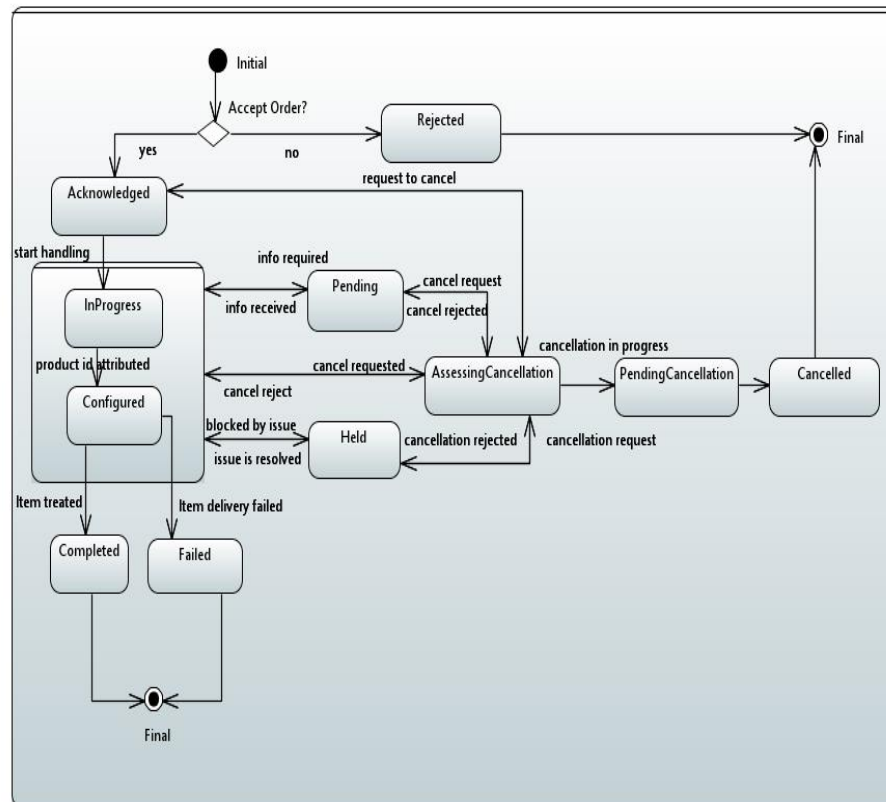 Initial
Accept Order?
Rejected
Final
yes
no
request to cancel
Acknowledged
start handling
info required
Pending
cancel request
InProgress
info received
cancel rejected
cancellation in progress
product id attributed
cancel requested
AssessingCancellation
PendingCancellation
Cancelled
cancel reject
Configured
blocked by issue
Held
cancellation rejected
cancellation request
issue is resolved
Item treated
Item delivery failed
Completed
Failed
Final